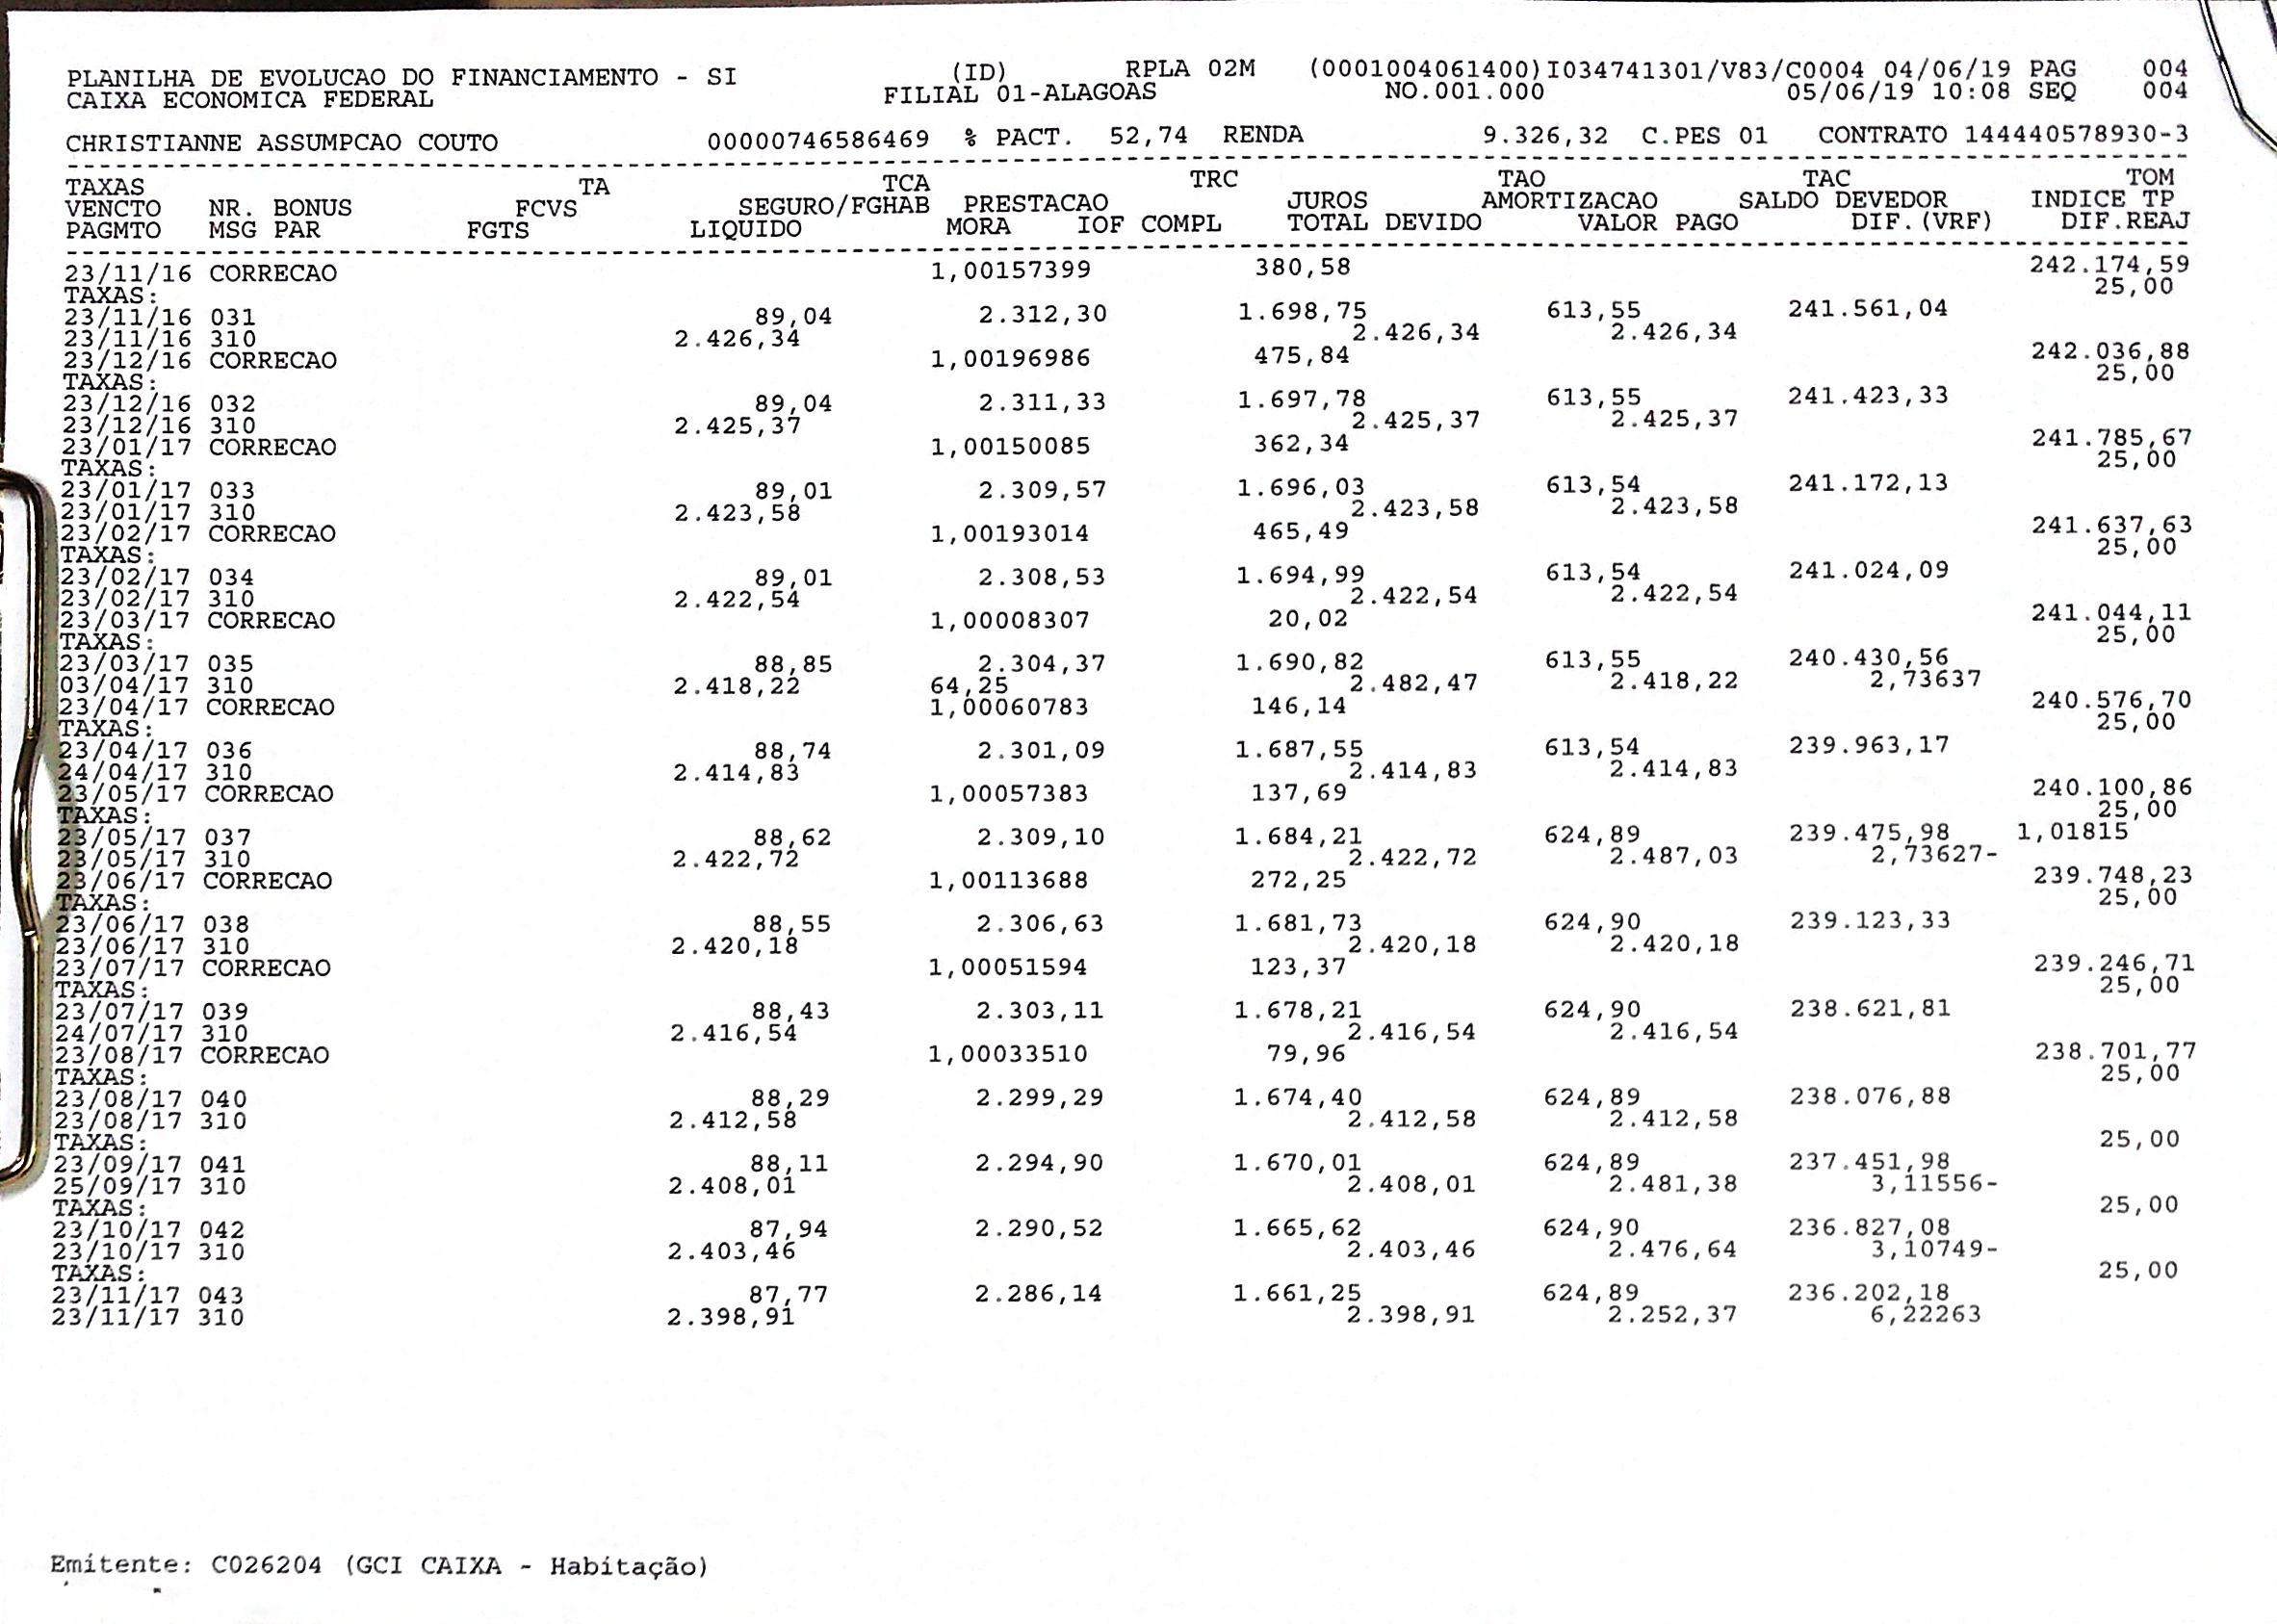 PLANILHA DE EVOLUCAO DO FINANCIAMENTO - SI (ID) RPLA 02M (0001004061400)I034741301/V83/C0004 04/06/19 PAG 004
CAIXA ECONOMICA FEDERAL FILIAL 01-ALAGOAS NO.001.000 05/06/19 10:08 SEQ 004
CHRISTIANNE ASSUMPCAO COUTO 00000746586469 % PACT. 52,74 RENDA 9.326,32 C.PES 01 CONTRATO 144440578930-3
TAXAS TA TCA TRC TAO TAC TOM
VENCTO NR. BONUS FCVS SEGURO/FGHAB PRESTACAO JUROS AMORTIZACAO SALDO DEVEDOR INDICE TP
PAGMTO MSG PAR FGTS LIQUIDO MORA IOF COMPL TOTAL DEVIDO VALOR PAGO DIF.(VRF) DIF.REAJ
23/11/16 CORRECAO 1,00157399 380,58 242.174,59
TAXAS: 25,00
23/11/16 031 89,04 2.312,30 1.698,75 613,55 241.561,04
23/11/16 310 2.426,34 2.426,34 2.426,34
23/12/16 CORRECAO 1,00196986 475,84 242.036,88
TAXAS: 25,00
23/12/16 032 89,04 2.311,33 1.697,78 613,55 241.423,33
23/12/16 310 2.425,37 2.425,37 2.425,37
23/01/17 CORRECAO 1,00150085 362,34 241.785,67
TAXAS: 25,00
23/01/17 033 89,01 2.309,57 1.696,03 613,54 241.172,13
23/01/17 310 2.423,58 2.423,58 2.423,58
23/02/17 CORRECAO 1,00193014 465,49 241.637,63
TAXAS: 25,00
23/02/17 034 89,01 2.308,53 1.694,99 613,54 241.024,09
23/02/17 310 2.422,54 2.422,54 2.422,54
23/03/17 CORRECAO 1,00008307 20,02 241.044,11
TAXAS: 25,00
23/03/17 035 88,85 2.304,37 1.690,82 613,55 240.430,56
03/04/17 310 2.418,22 64,25 2.482,47 2.418,22 2,73637
23/04/17 CORRECAO 1,00060783 146,14 240.576,70
TAXAS: 25,00
23/04/17 036 88,74 2.301,09 1.687,55 613,54 239.963,17
24/04/17 310 2.414,83 2.414,83 2.414,83
23/05/17 CORRECAO 1,00057383 137,69 240.100,86
TAXAS: 25,00
23/05/17 037 88,62 2.309,10 1.684,21 624,89 239.475,98 1,01815
23/05/17 310 2.422,72 2.422,72 2.487,03 2,73627-
23/06/17 CORRECAO 1,00113688 272,25 239.748,23
TAXAS: 25,00
23/06/17 038 88,55 2.306,63 1.681,73 624,90 239.123,33
23/06/17 310 2.420,18 2.420,18 2.420,18
23/07/17 CORRECAO 1,00051594 123,37 239.246,71
TAXAS: 25,00
23/07/17 039 88,43 2.303,11 1.678,21 624,90 238.621,81
24/07/17 310 2.416,54 2.416,54 2.416,54
23/08/17 CORRECAO 1,00033510 79,96 238.701,77
TAXAS: 25,00
23/08/17 040 88,29 2.299,29 1.674,40 624,89 238.076,88
23/08/17 310 2.412,58 2.412,58 2.412,58
TAXAS: 25,00
23/09/17 041 88,11 2.294,90 1.670,01 624,89 237.451,98
25/09/17 310 2.408,01 2.408,01 2.481,38 3,11556-
TAXAS: 25,00
23/10/17 042 87,94 2.290,52 1.665,62 624,90 236.827,08
23/10/17 310 2.403,46 2.403,46 2.476,64 3,10749-
TAXAS: 25,00
23/11/17 043 87,77 2.286,14 1.661,25 624,89 236.202,18
23/11/17 310 2.398,91 2.398,91 2.252,37 6,22263
Emitente: C026204 (GCI CAIXA - Habitação)